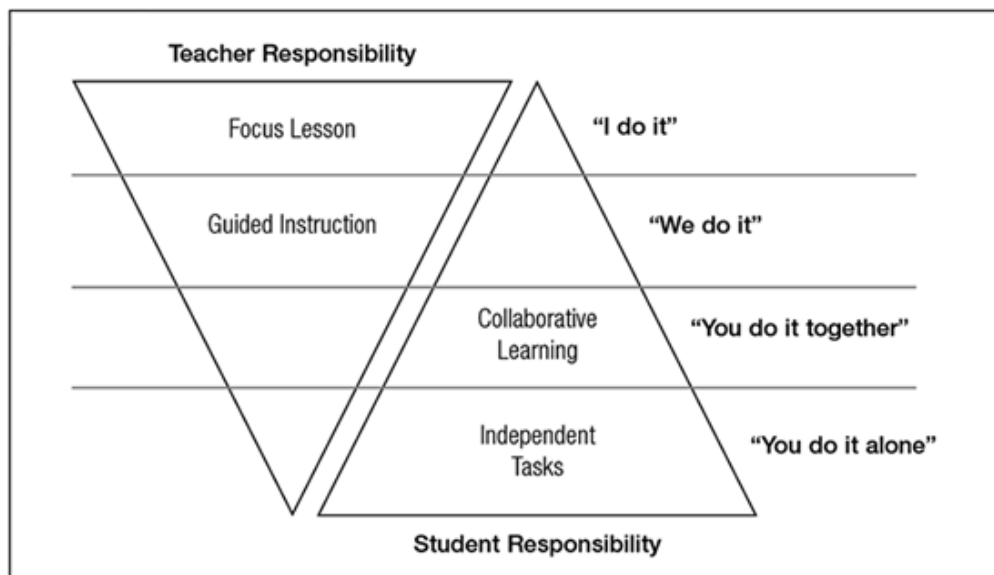 Teacher Responsibility
Focus Lesson
“I do it”
Guided Instruction
“We do it”
Collaborative
Learning
“You do it together”
Independent
Tasks
“You do it alone”
Student Responsibility